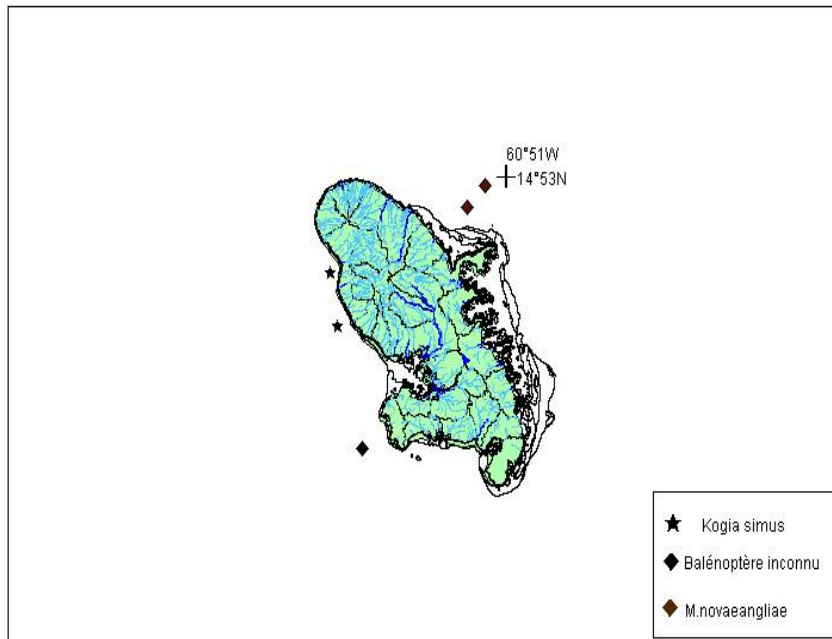 60°51W
14°53N
Kogia simus
Balénoptère inconnu
M.novaeangliae